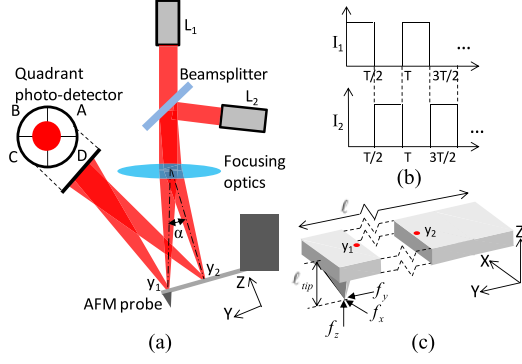 L1
Beamsplitter
L2
Quadrant
photo-detector
B A
C D
Focusing
optics
α
y1 y2
Z
Y
AFM probe
(a)
I1
T/2 T 3T/2
...
I2
T/2 T 3T/2
...
(b)
ℓ
y1 y2
ℓtip
fy
fx
fz
Z
X
Y
(c)